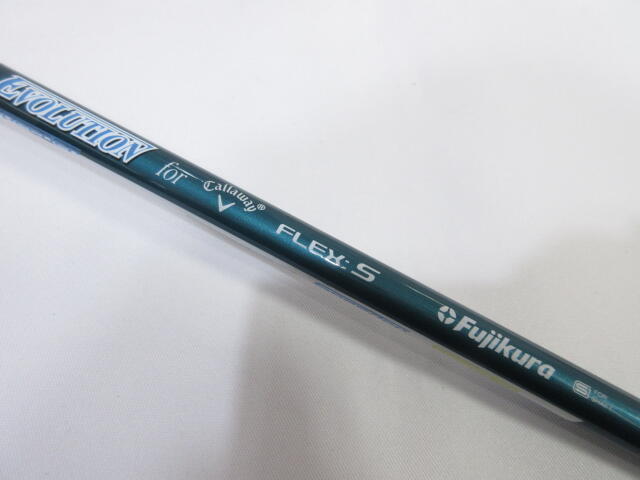 EVOLUTION
for
Callaway®
FLEX: S
Fujikura
S